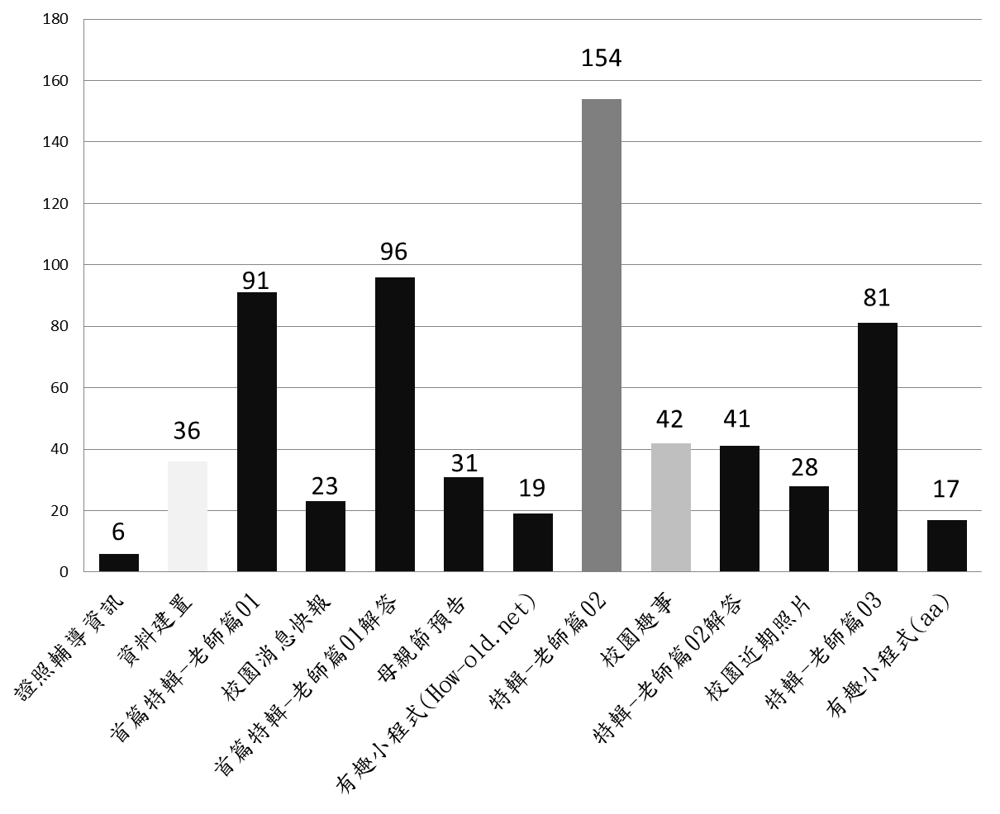 180
160
140
120
100
80
60
40
20
0
6
36
91
23
96
31
19
154
42
41
28
81
17
證照輔導資訊
資料建置
首篇特輯-老師篇01
校園消息快報
首篇特輯-老師篇01解答
母親節預告
有趣小程式(How-old.net)
特輯-老師篇02
校園趣事
特輯-老師篇02解答
校園近期照片
特輯-老師篇03
有趣小程式(aa)